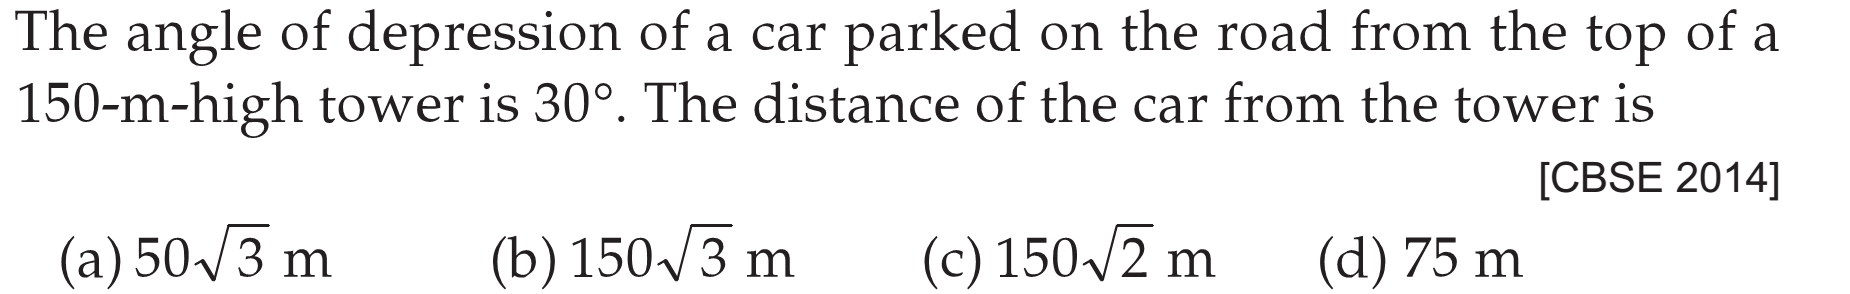 The angle of depression of a car parked on the road from the top of a
150-m-high tower is 30°. The distance of the car from the tower is
[CBSE 2014]
(a) 50√3 m (b) 150√3 m (c) 150√2 m (d) 75 m